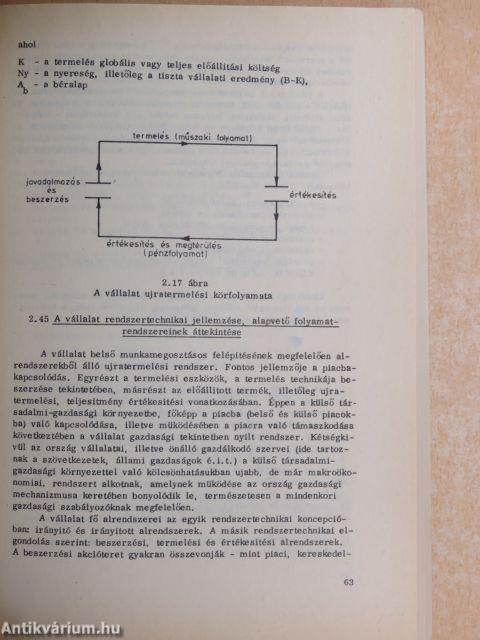 ahol
K - a termelés globális vagy teljes előállítási költség
Ny - a nyereség, illetőleg a tiszta vállalati eredmény (B-K),
A_b - a béralap
termelés (műszaki folyamat)
javadalmazás
és
beszerzés
értékesítés
értékesítés és megtérülés
(pénzfolyamat)
2.17 ábra
A vállalat ujratermelési körfolyamata
2.45 A vállalat rendszertechnikai jellemzése, alapvető folyamat-
rendszereinek áttekintése
A vállalat belső munkamegosztásos felépítésének megfelelően al-
rendszerekből álló ujratermelési rendszer. Fontos jellemzője a piacba-
kapcsolódás. Egyrészt a termelési eszközök, a termelés technikája be-
szerzése tekintetében, másrészt az előállított termék, illetőleg ujra-
termelési, teljesítmény értékesítési vonatkozásában. Éppen a külső tár-
sadalmi-gazdasági környezetbe, főképp a piacba (belső és külső piacok-
ba) való kapcsolódása, illetve működésében a piacra való támaszkodása
következtében a vállalat gazdasági tekintetben nyilt rendszer. Kétségki-
vül az ország vállalatai, illetve önálló gazdálkodó szervei (ide tartoz-
nak a szövetkezetek, állami gazdaságok é.i.t.) a külső társadalmi-
gazdasági környezettel való kölcsönhatásukban ujabb, de már makroöko-
nomiai, rendszert alkotnak, amelynek működése az ország gazdasági
mechanizmusa keretében bonyolódik le, természetesen a mindenkori
gazdasági szabályozóknak megfelelően.
A vállalat fő alrendszerei az egyik rendszertechnikai koncepció-
ban: irányító és irányított alrendszerek. A másik rendszertechnikai el-
gondolás szerint: beszerzési, termelési és értékesítési alrendszerek.
A beszerzési akcióteret gyakran összevonják - mint piaci, kereskedel-
63
Antikvárium.hu